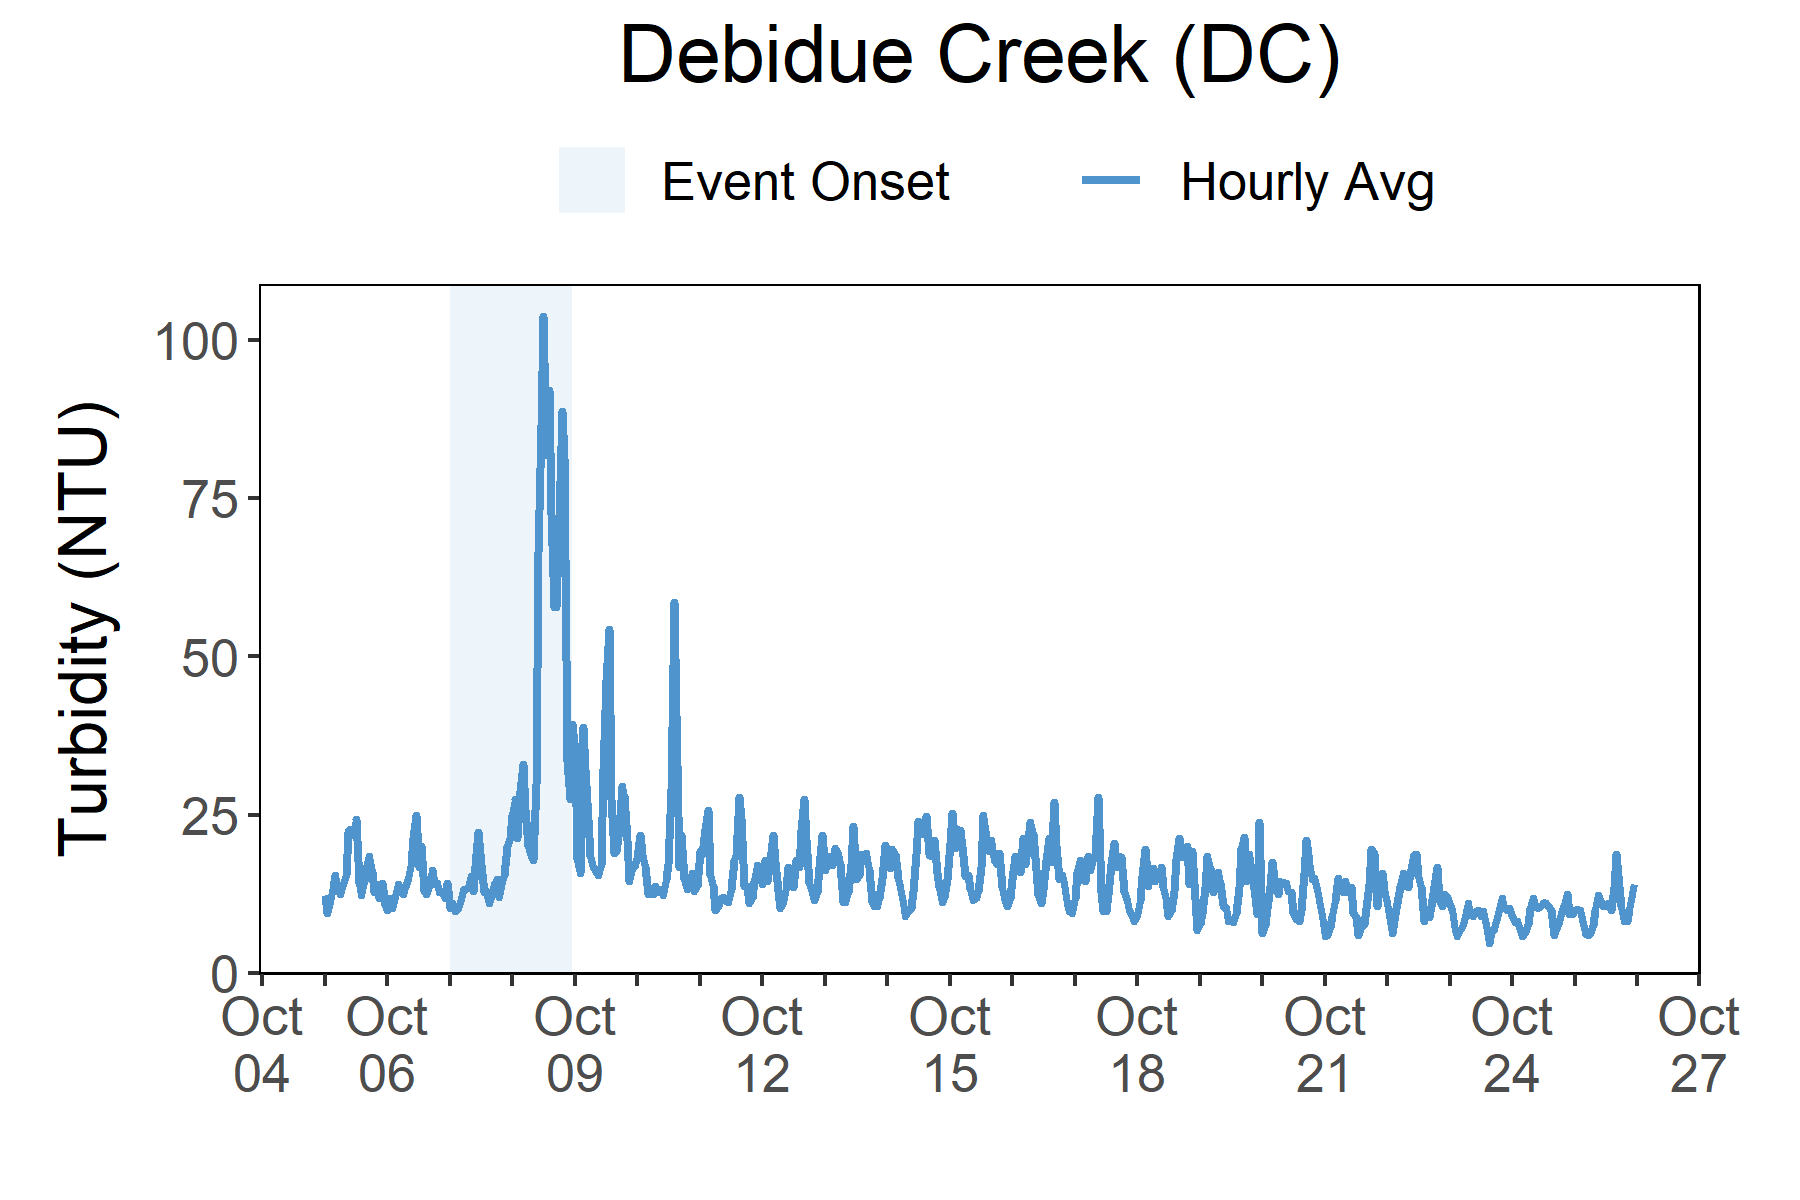 Debidue Creek (DC)
Event Onset
Hourly Avg
Turbidity (NTU)
100
75
50
25
0
Oct Oct Oct Oct Oct Oct Oct Oct Oct
04 06 09 12 15 18 21 24 27